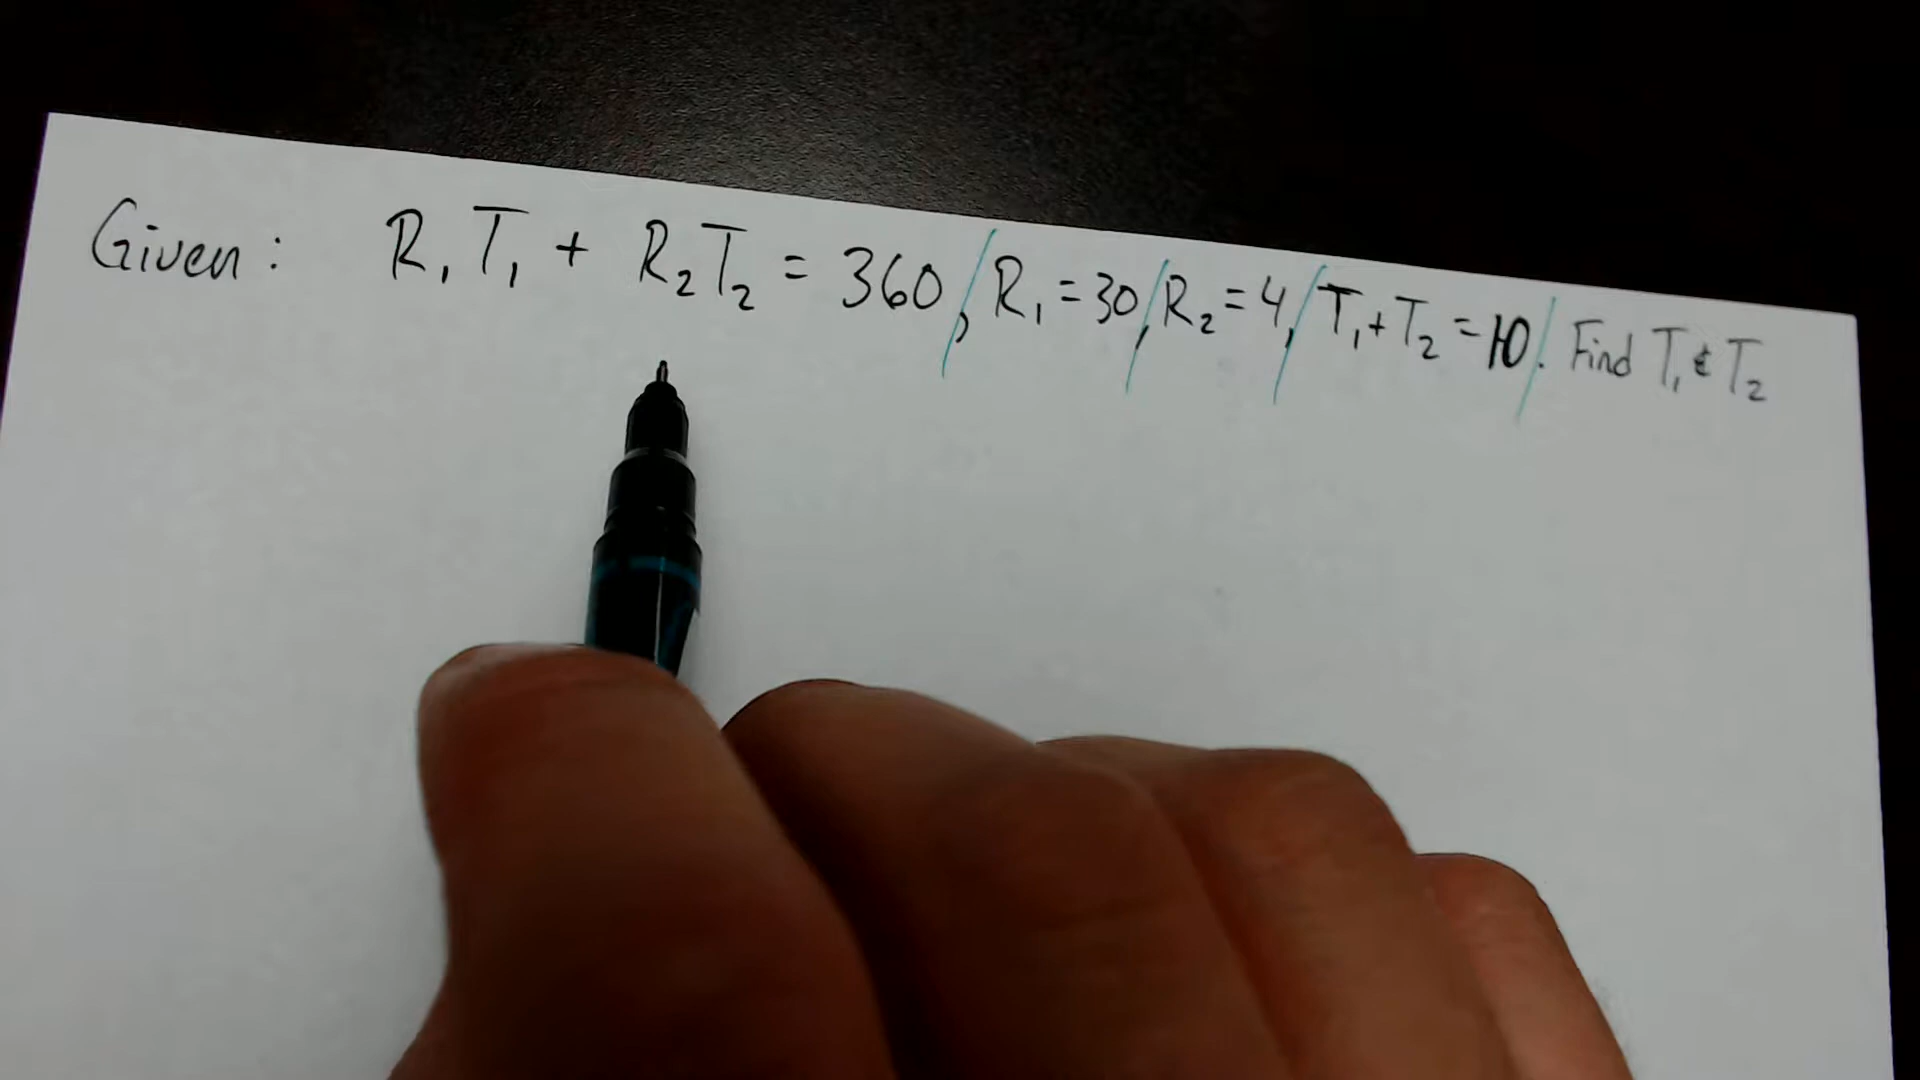 Given: R₁T₁ + R₂T₂ = 360, R₁ = 30, R₂ = 4, T₁ + T₂ = 10. Find T₁ & T₂